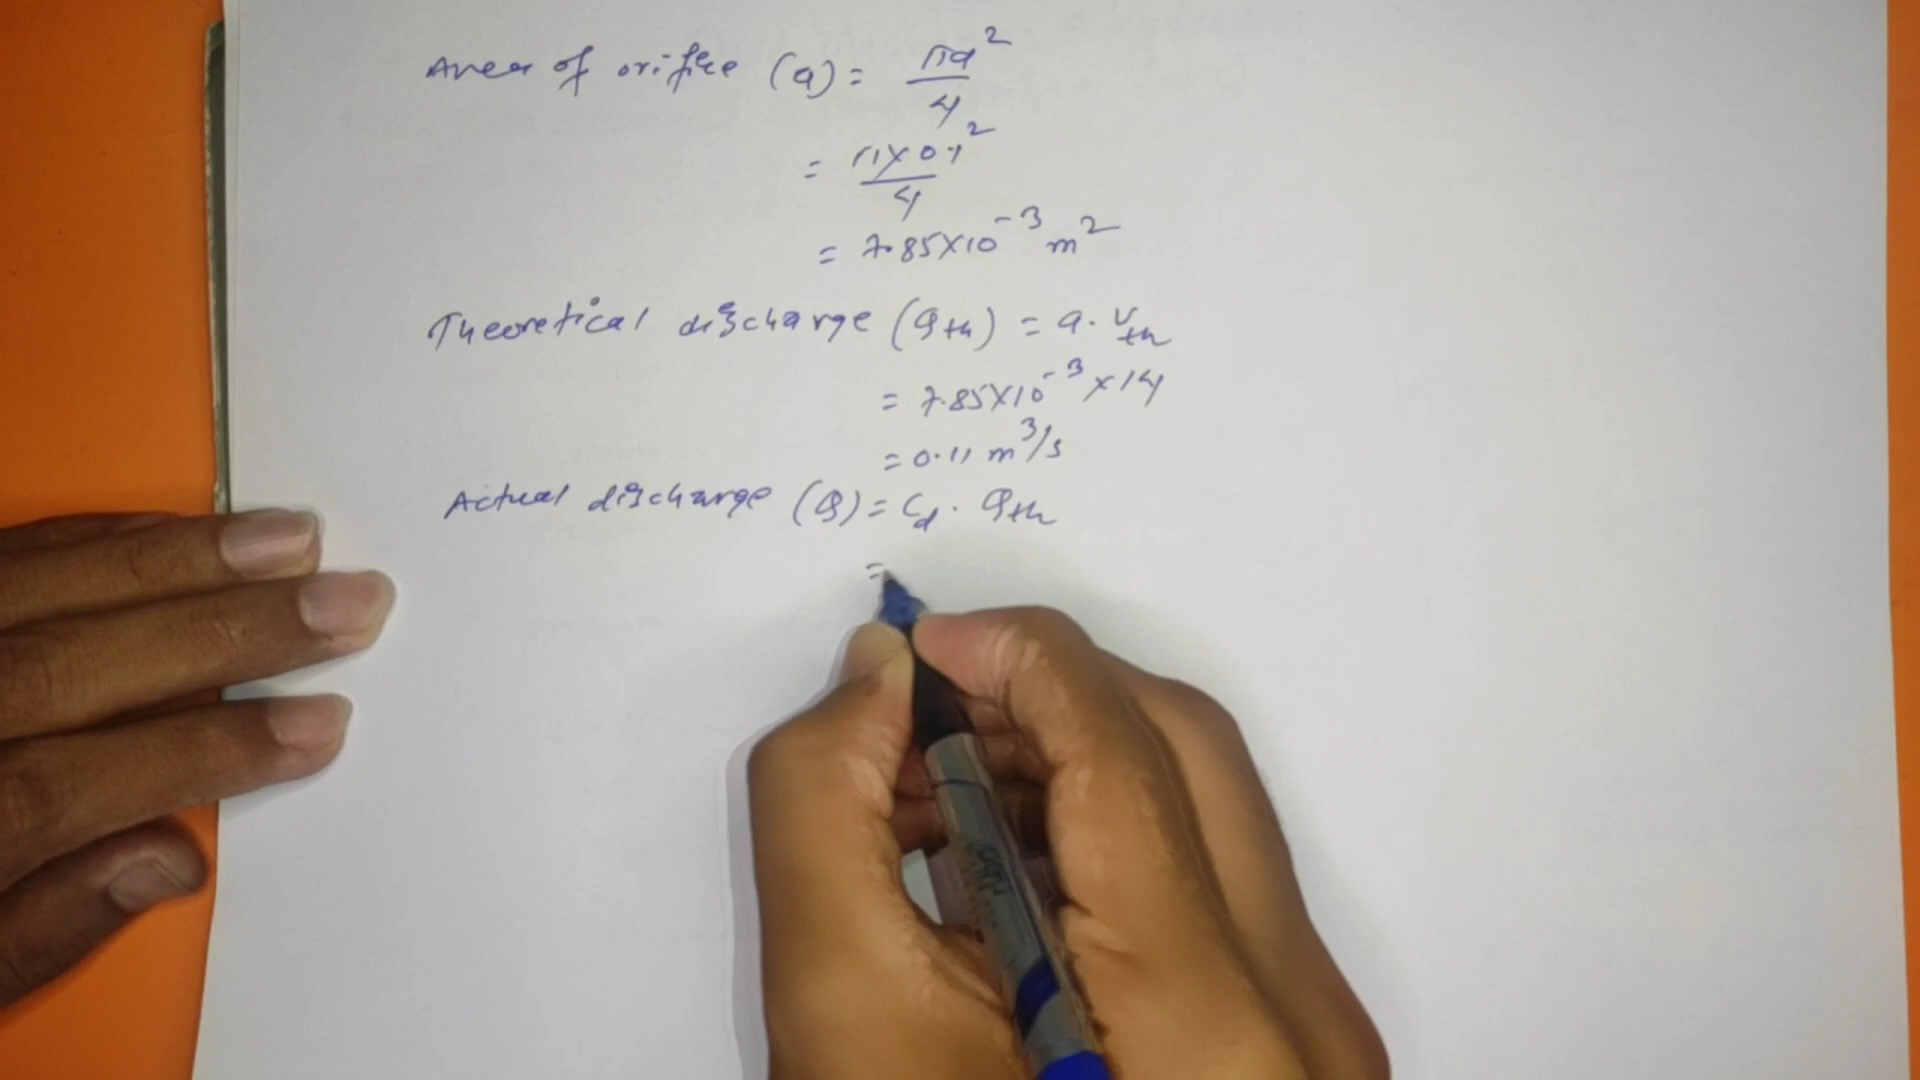 Area of orifice (a) = πd²/4
= π×0.1²/4
= 7.85×10⁻³ m²
Theoretical discharge (Qth) = a. Vth
= 7.85×10⁻³ × 14
= 0.11 m³/s
Actual discharge (Q) = Cd . Qth
=